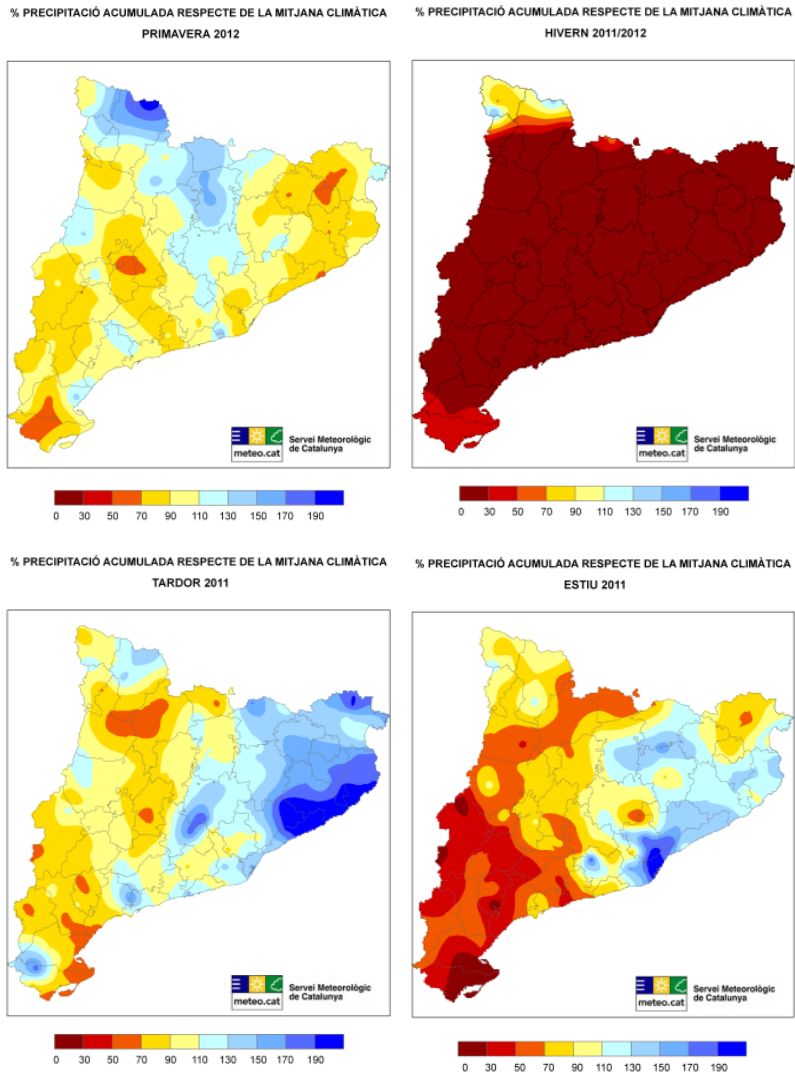 % PRECIPITACIÓ ACUMULADA RESPECTE DE LA MITJANA CLIMÀTICA
PRIMAVERA 2012
meteo.cat
Servei Meteorològic
de Catalunya
0 30 50 70 90 110 130 150 170 190
% PRECIPITACIÓ ACUMULADA RESPECTE DE LA MITJANA CLIMÀTICA
HIVERN 2011/2012
meteo.cat
Servei Meteorològic
de Catalunya
0 30 50 70 90 110 130 150 170 190
% PRECIPITACIÓ ACUMULADA RESPECTE DE LA MITJANA CLIMÀTICA
TARDOR 2011
meteo.cat
Servei Meteorològic
de Catalunya
0 30 50 70 90 110 130 150 170 190
% PRECIPITACIÓ ACUMULADA RESPECTE DE LA MITJANA CLIMÀTICA
ESTIU 2011
meteo.cat
Servei Meteorològic
de Catalunya
0 30 50 70 90 110 130 150 170 190